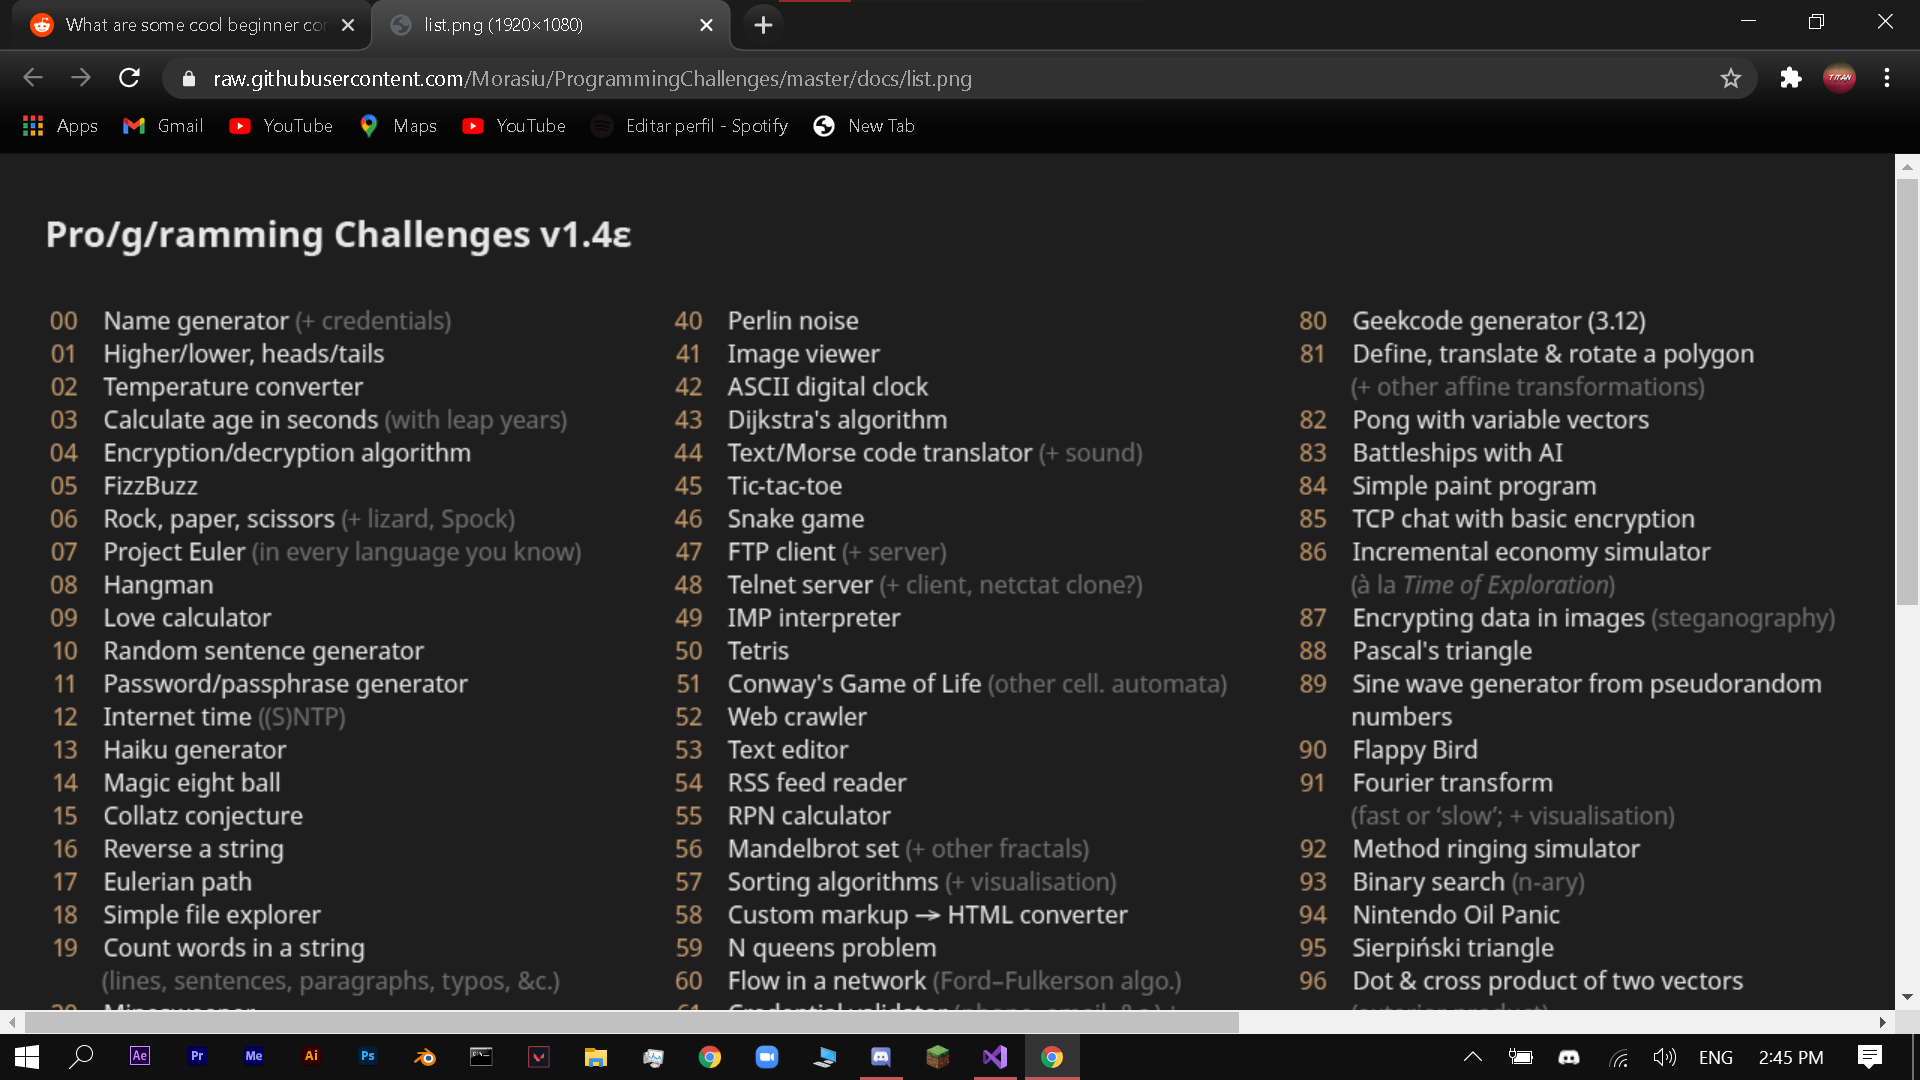 What are some cool beginner co
list.png (1920×1080)
raw.githubusercontent.com/Morasiu/ProgrammingChallenges/master/docs/list.png
TITAN
Apps Gmail YouTube Maps YouTube Editar perfil - Spotify New Tab
Pro/g/ramming Challenges v1.4ε
00 Name generator (+ credentials)
01 Higher/lower, heads/tails
02 Temperature converter
03 Calculate age in seconds (with leap years)
04 Encryption/decryption algorithm
05 FizzBuzz
06 Rock, paper, scissors (+ lizard, Spock)
07 Project Euler (in every language you know)
08 Hangman
09 Love calculator
10 Random sentence generator
11 Password/passphrase generator
12 Internet time ((S)NTP)
13 Haiku generator
14 Magic eight ball
15 Collatz conjecture
16 Reverse a string
17 Eulerian path
18 Simple file explorer
19 Count words in a string
(lines, sentences, paragraphs, typos, &c.)
20 Minesweeper
40 Perlin noise
41 Image viewer
42 ASCII digital clock
43 Dijkstra's algorithm
44 Text/Morse code translator (+ sound)
45 Tic-tac-toe
46 Snake game
47 FTP client (+ server)
48 Telnet server (+ client, netctat clone?)
49 IMP interpreter
50 Tetris
51 Conway's Game of Life (other cell. automata)
52 Web crawler
53 Text editor
54 RSS feed reader
55 RPN calculator
56 Mandelbrot set (+ other fractals)
57 Sorting algorithms (+ visualisation)
58 Custom markup → HTML converter
59 N queens problem
60 Flow in a network (Ford–Fulkerson algo.)
61 Credential validator (phone, email, &c.)
80 Geekcode generator (3.12)
81 Define, translate & rotate a polygon
(+ other affine transformations)
82 Pong with variable vectors
83 Battleships with AI
84 Simple paint program
85 TCP chat with basic encryption
86 Incremental economy simulator
(à la Time of Exploration)
87 Encrypting data in images (steganography)
88 Pascal's triangle
89 Sine wave generator from pseudorandom
numbers
90 Flappy Bird
91 Fourier transform
(fast or ‘slow’; + visualisation)
92 Method ringing simulator
93 Binary search (n-ary)
94 Nintendo Oil Panic
95 Sierpiński triangle
96 Dot & cross product of two vectors
(exterior product)
Ae Pr Me Ai Ps
ENG 2:45 PM